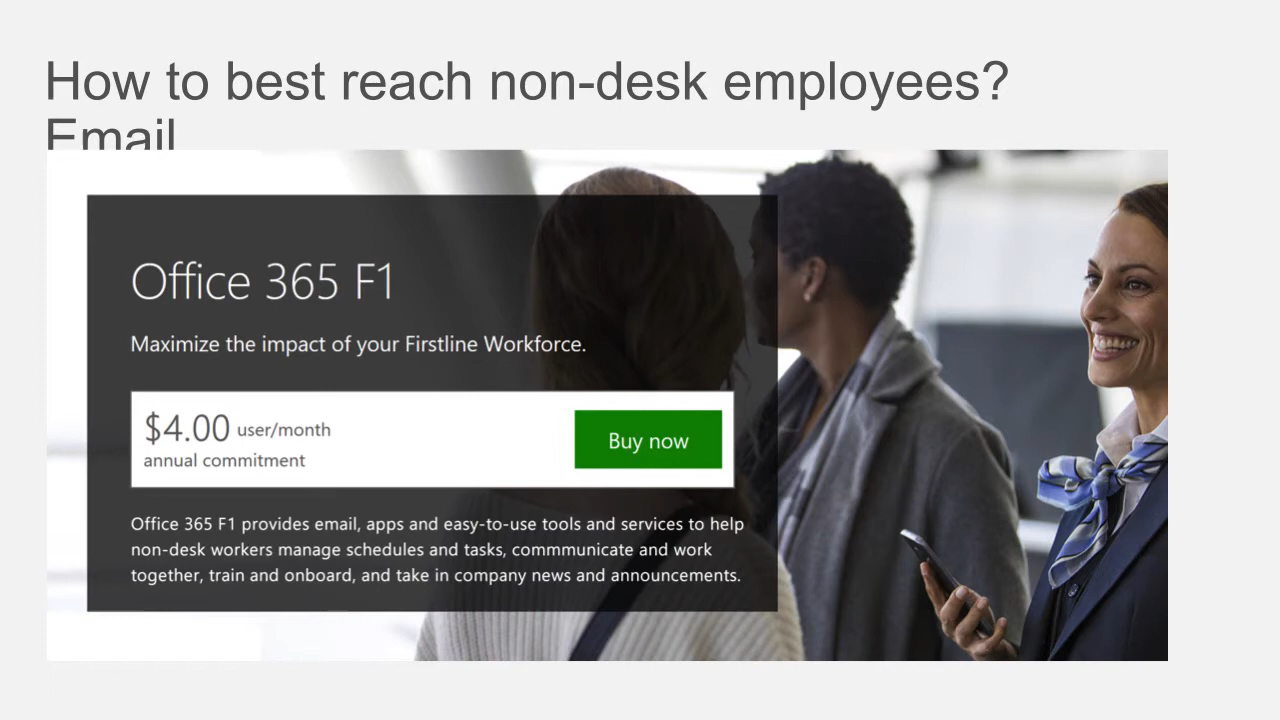 How to best reach non-desk employees?
Email
Office 365 F1
Maximize the impact of your Firstline Workforce.
$4.00 user/month
annual commitment
Buy now
Office 365 F1 provides email, apps and easy-to-use tools and services to help
non-desk workers manage schedules and tasks, commmunicate and work
together, train and onboard, and take in company news and announcements.